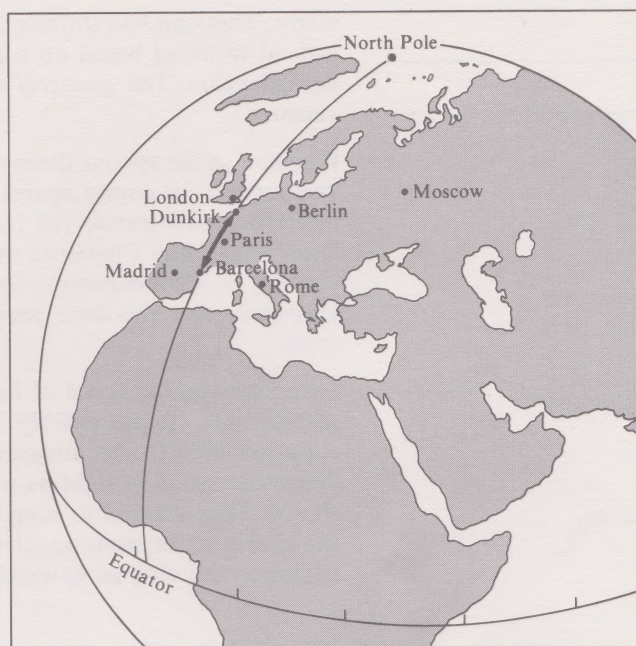 North Pole
London
Dunkirk
Berlin
Moscow
Paris
Madrid
Barcelona
Rome
Equator